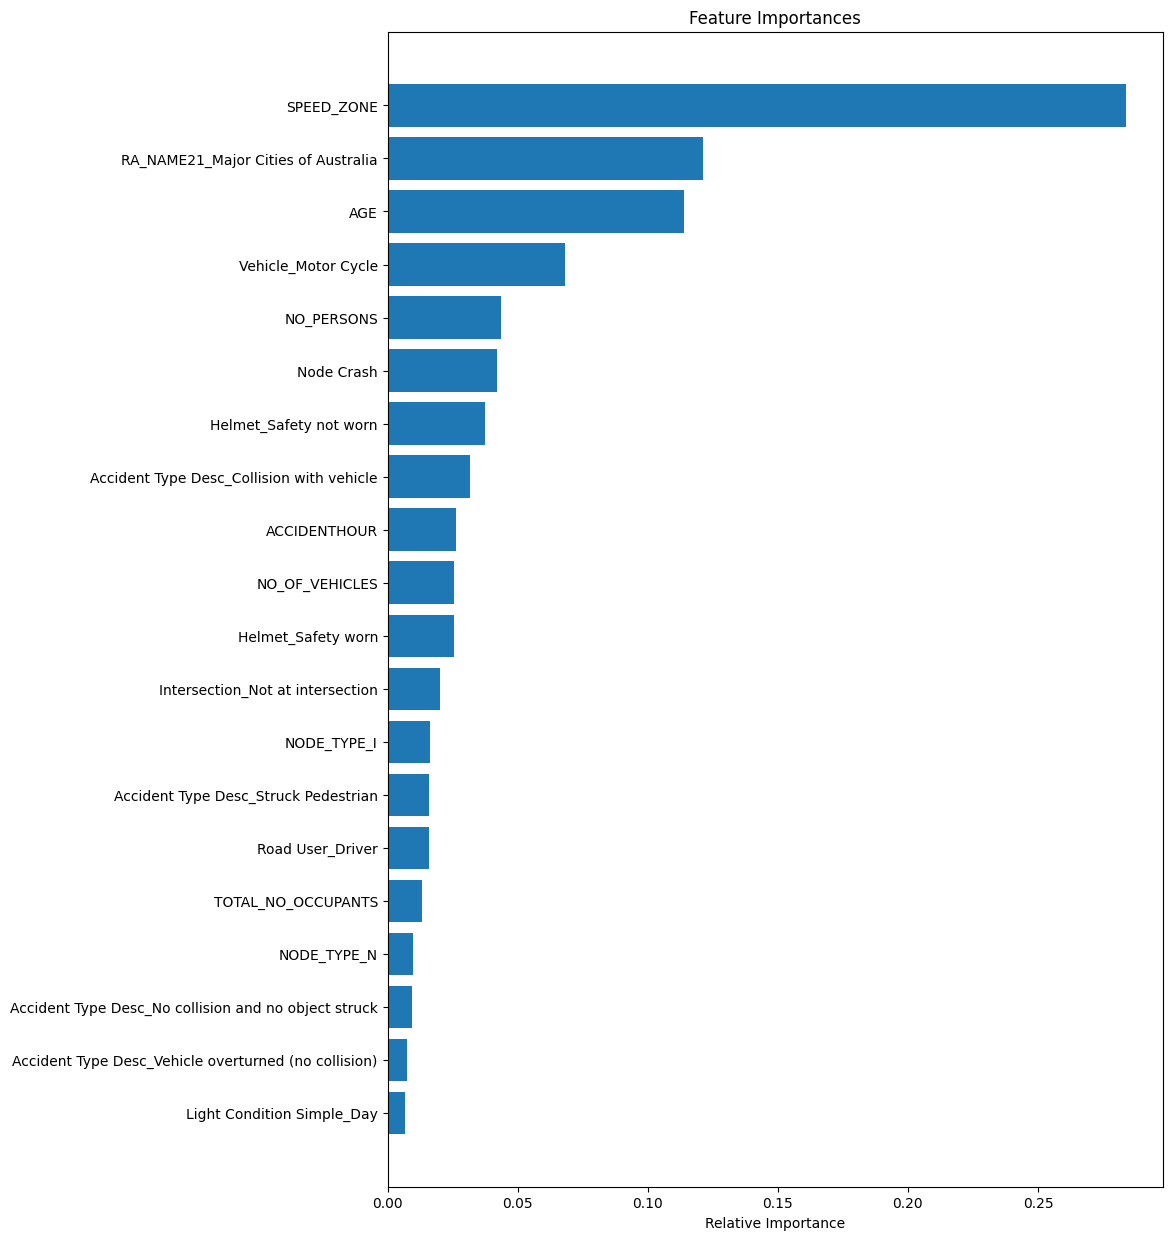 Feature Importances
SPEED_ZONE
RA_NAME21_Major Cities of Australia
AGE
Vehicle_Motor Cycle
NO_PERSONS
Node Crash
Helmet_Safety not worn
Accident Type Desc_Collision with vehicle
ACCIDENTHOUR
NO_OF_VEHICLES
Helmet_Safety worn
Intersection_Not at intersection
NODE_TYPE_I
Accident Type Desc_Struck Pedestrian
Road User_Driver
TOTAL_NO_OCCUPANTS
NODE_TYPE_N
Accident Type Desc_No collision and no object struck
Accident Type Desc_Vehicle overturned (no collision)
Light Condition Simple_Day
0.00 0.05 0.10 0.15 0.20 0.25
Relative Importance